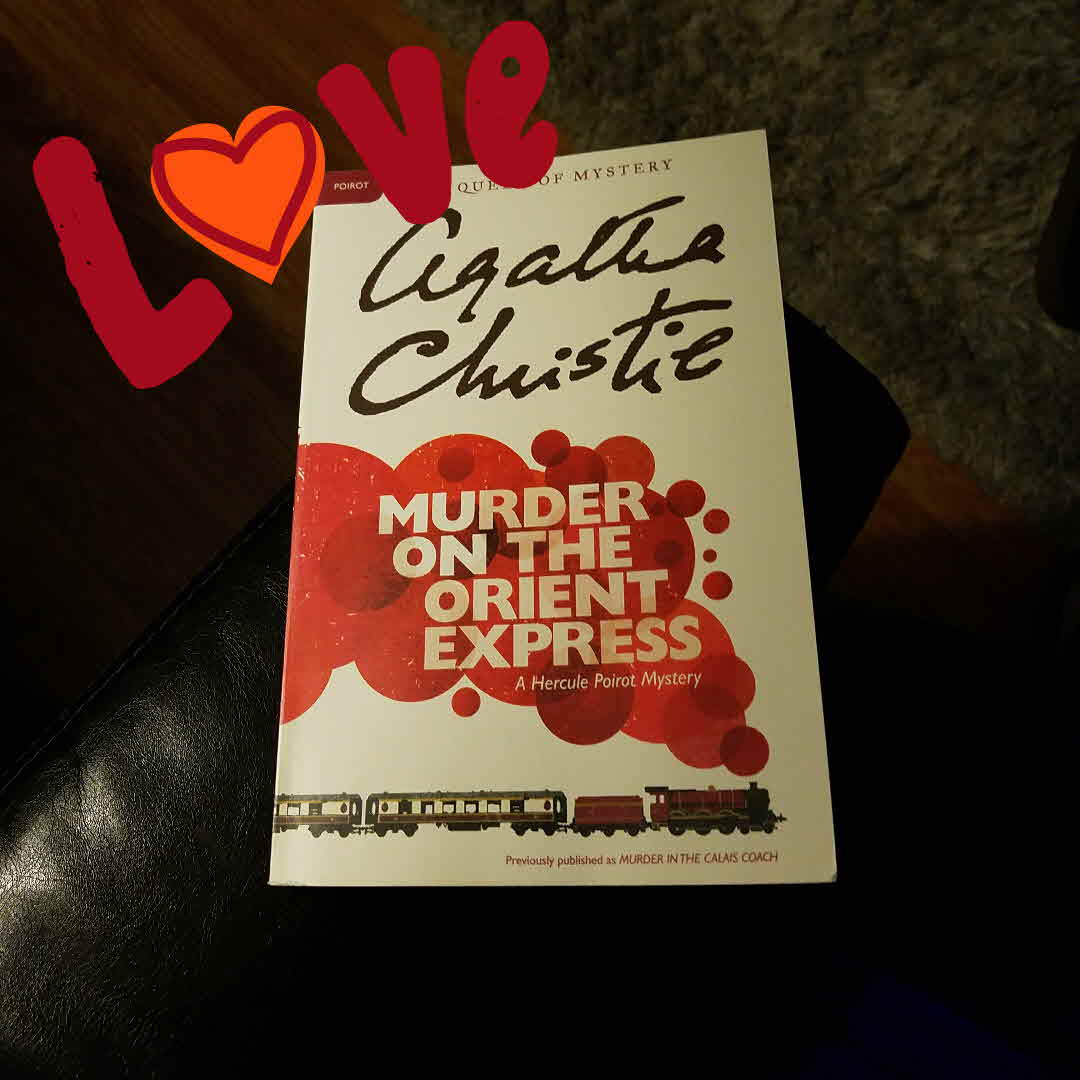 Love
POIROT
OF MYSTERY
Agatha
Christie
MURDER
ON THE
ORIENT
EXPRESS
A Hercule Poirot Mystery
Previously published as MURDER IN THE CALAIS COACH